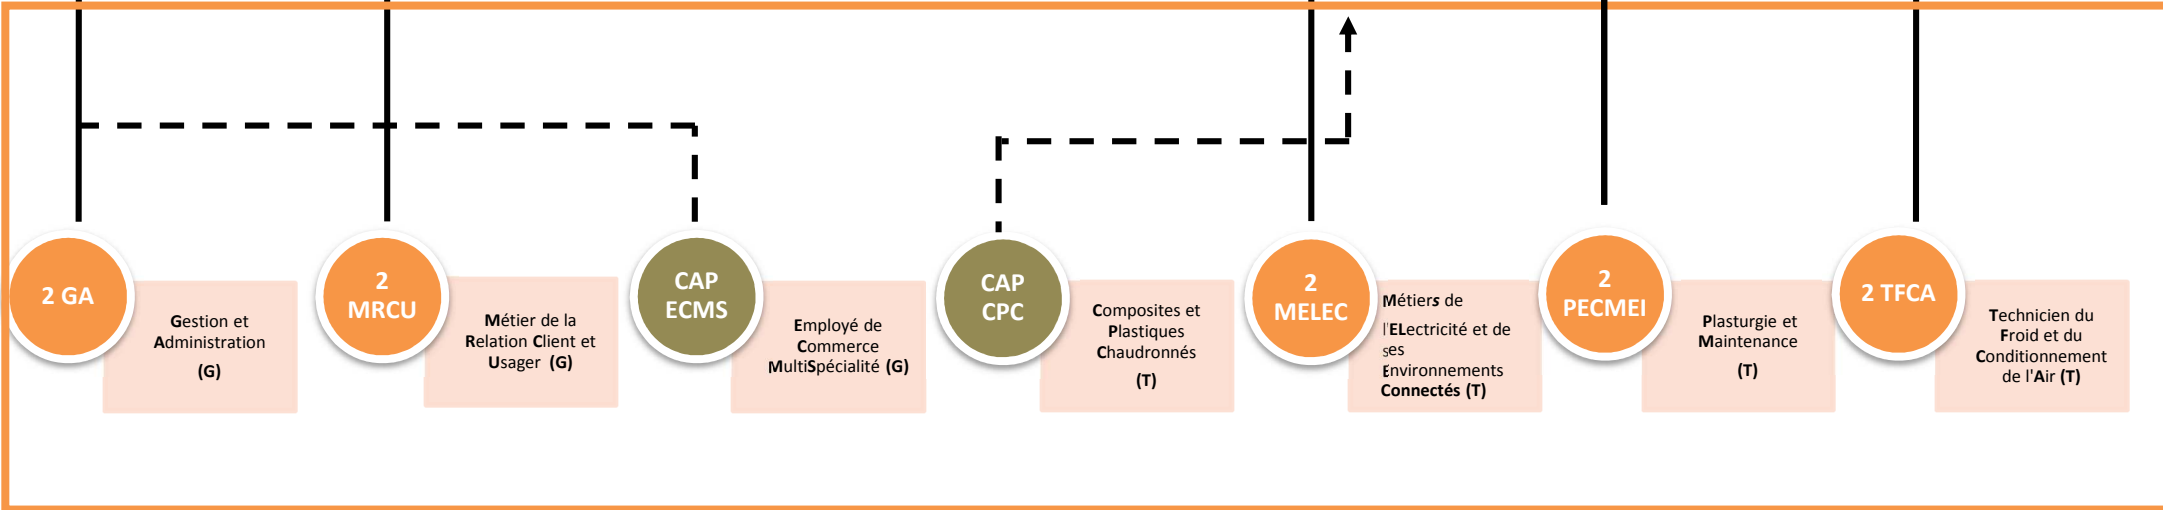 2 GA
Gestion et
Administration
(G)
2
MRCU
Métier de la
Relation Client et
Usager (G)
CAP
ECMS
Employé de
Commerce
MultiSpécialité (G)
CAP
CPC
Composites et
Plastiques
Chaudronnés
(T)
2
MELEC
Métiers de
l'ELectricité et de
ses
Environnements
Connectés (T)
2
PECMEI
Plasturgie et
Maintenance
(T)
2 TFCA
Technicien du
Froid et du
Conditionnement
de l'Air (T)